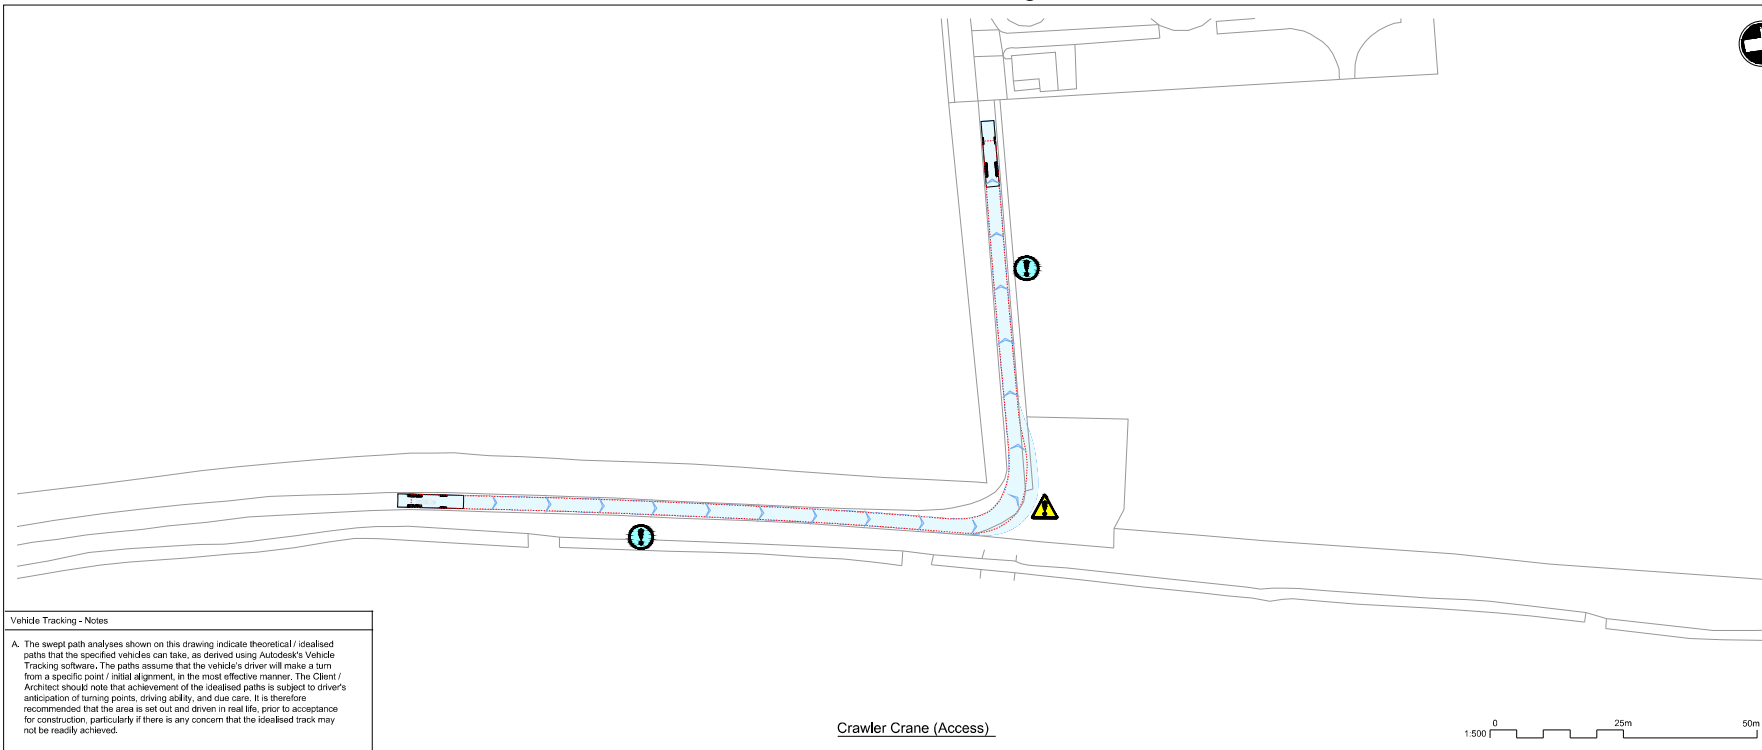 Vehicle Tracking - Notes
A. The swept path analyses shown on this drawing indicate theoretical / idealised
paths that the specified vehicles can take, as derived using Autodesk's Vehicle
Tracking software. The paths assume that the vehicle's driver will make a turn
from a specific point / initial alignment, in the most effective manner. The Client /
Architect should note that achievement of the idealised paths is subject to driver's
anticipation of turning points, driving ability, and due care. It is therefore
recommended that the area is set out and driven in real life, prior to acceptance
for construction, particularly if there is any concern that the idealised track may
not be readily achieved.
Crawler Crane (Access)
0 25m 50m
1:500